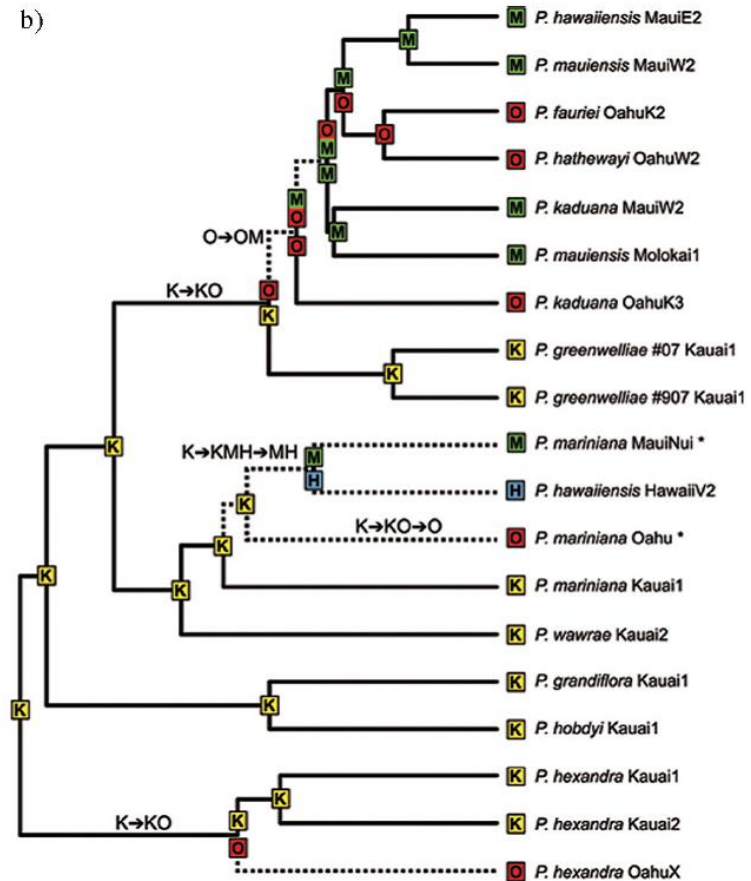 b)
M P. hawaiiensis MauiE2
M
M P. mauiensis MauiW2
M
O
O P. fauriei OahuK2
O
O P. hathewayi OahuW2
O
M
M
M P. kaduana MauiW2
M
M P. mauiensis Molokai1
M
O
O
O→OM
O P. kaduana OahuK3
K→KO
O
K
K P. greenwelliae #07 Kauai1
K
K P. greenwelliae #907 Kauai1
K
M P. mariniana MauiNui *
K→KMH→MH
M
H
H P. hawaiiensis HawaiiV2
K
K→KO→O
O P. mariniana Oahu *
K
K P. mariniana Kauai1
K
K P. wawrae Kauai2
K
K P. grandiflora Kauai1
K
K P. hobdyi Kauai1
K
K P. hexandra Kauai1
K
K P. hexandra Kauai2
K→KO
K
O
O P. hexandra OahuX